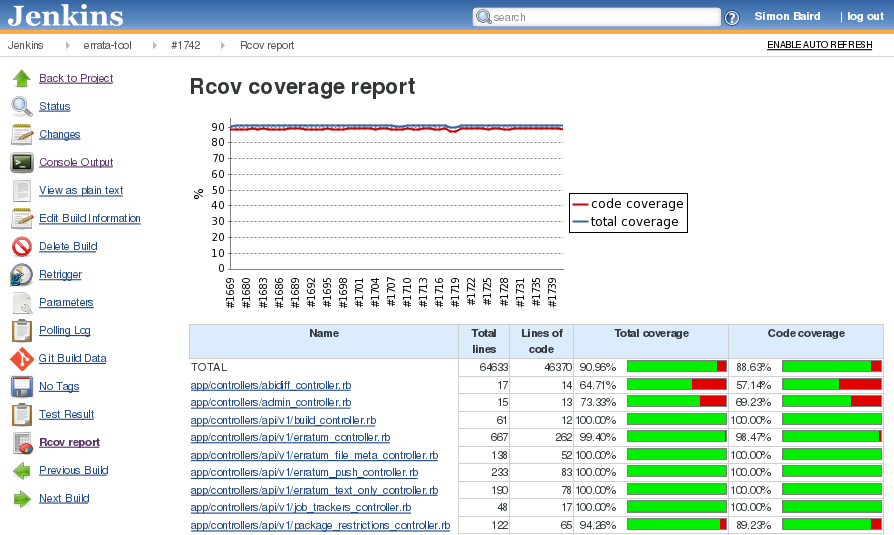 Jenkins
search
Simon Baird | log out
Jenkins errata-tool #1742 Rcov report
ENABLE AUTO REFRESH
Back to Project
Status
Changes
Console Output
View as plain text
Edit Build Information
Delete Build
Retrigger
Parameters
Polling Log
Git Build Data
No Tags
Test Result
Rcov report
Previous Build
Next Build
Rcov coverage report
90
80
70
60
50
40
30
20
10
0
%
#1669 #1680 #1683 #1686 #1689 #1692 #1695 #1698 #1701 #1704 #1707 #1710 #1713 #1716 #1719 #1722 #1725 #1728 #1731 #1735 #1739
code coverage
total coverage
Name Total lines Lines of code Total coverage Code coverage
TOTAL 64633 46370 90.96% 88.63%
app/controllers/abidiff_controller.rb 17 14 64.71% 57.14%
app/controllers/admin_controller.rb 15 13 73.33% 69.23%
app/controllers/api/v1/build_controller.rb 61 12 100.00% 100.00%
app/controllers/api/v1/erratum_controller.rb 667 262 99.40% 98.47%
app/controllers/api/v1/erratum_file_meta_controller.rb 138 52 100.00% 100.00%
app/controllers/api/v1/erratum_push_controller.rb 233 83 100.00% 100.00%
app/controllers/api/v1/erratum_text_only_controller.rb 190 78 100.00% 100.00%
app/controllers/api/v1/job_trackers_controller.rb 48 17 100.00% 100.00%
app/controllers/api/v1/package_restrictions_controller.rb 122 65 94.26% 89.23%